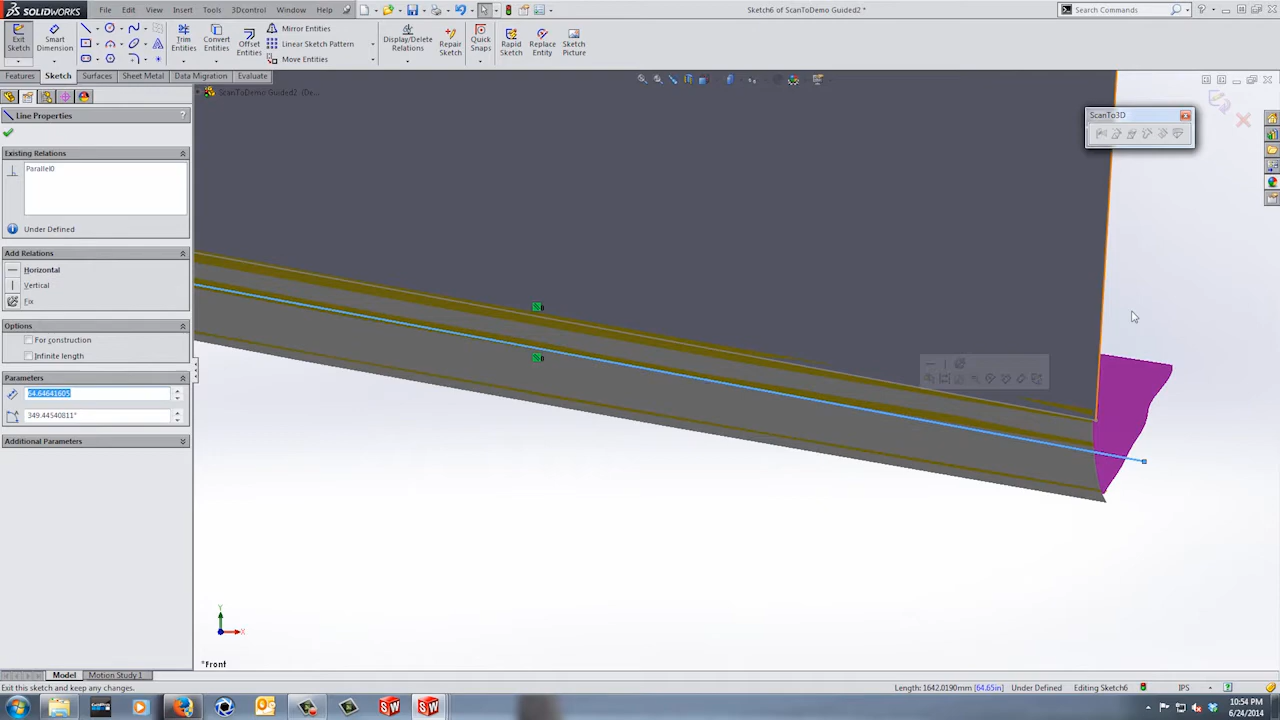 SOLIDWORKS
File Edit View Insert Tools 3Dcontrol Window Help
Sketch6 of ScanToDemo Guided2 *
Search Commands
Exit Sketch
Smart Dimension
Trim Entities
Convert Entities
Offset Entities
Mirror Entities
Linear Sketch Pattern
Move Entities
Display/Delete Relations
Repair Sketch
Quick Snaps
Rapid Sketch
Replace Entity
Sketch Picture
Features Sketch Surfaces Sheet Metal Data Migration Evaluate
ScanToDemo Guided2 (De...
ScanTo3D
Line Properties ?
Existing Relations
Parallel0
Under Defined
Add Relations
Horizontal
Vertical
Fix
Options
For construction
Infinite length
Parameters
64.64641605
349.44540811°
Additional Parameters
Y
X
*Front
Model Motion Study 1
Exit this sketch and keep any changes.
Length: 1642.0190mm [64.65in] Under Defined Editing Sketch6 IPS
10:54 PM
6/24/2014